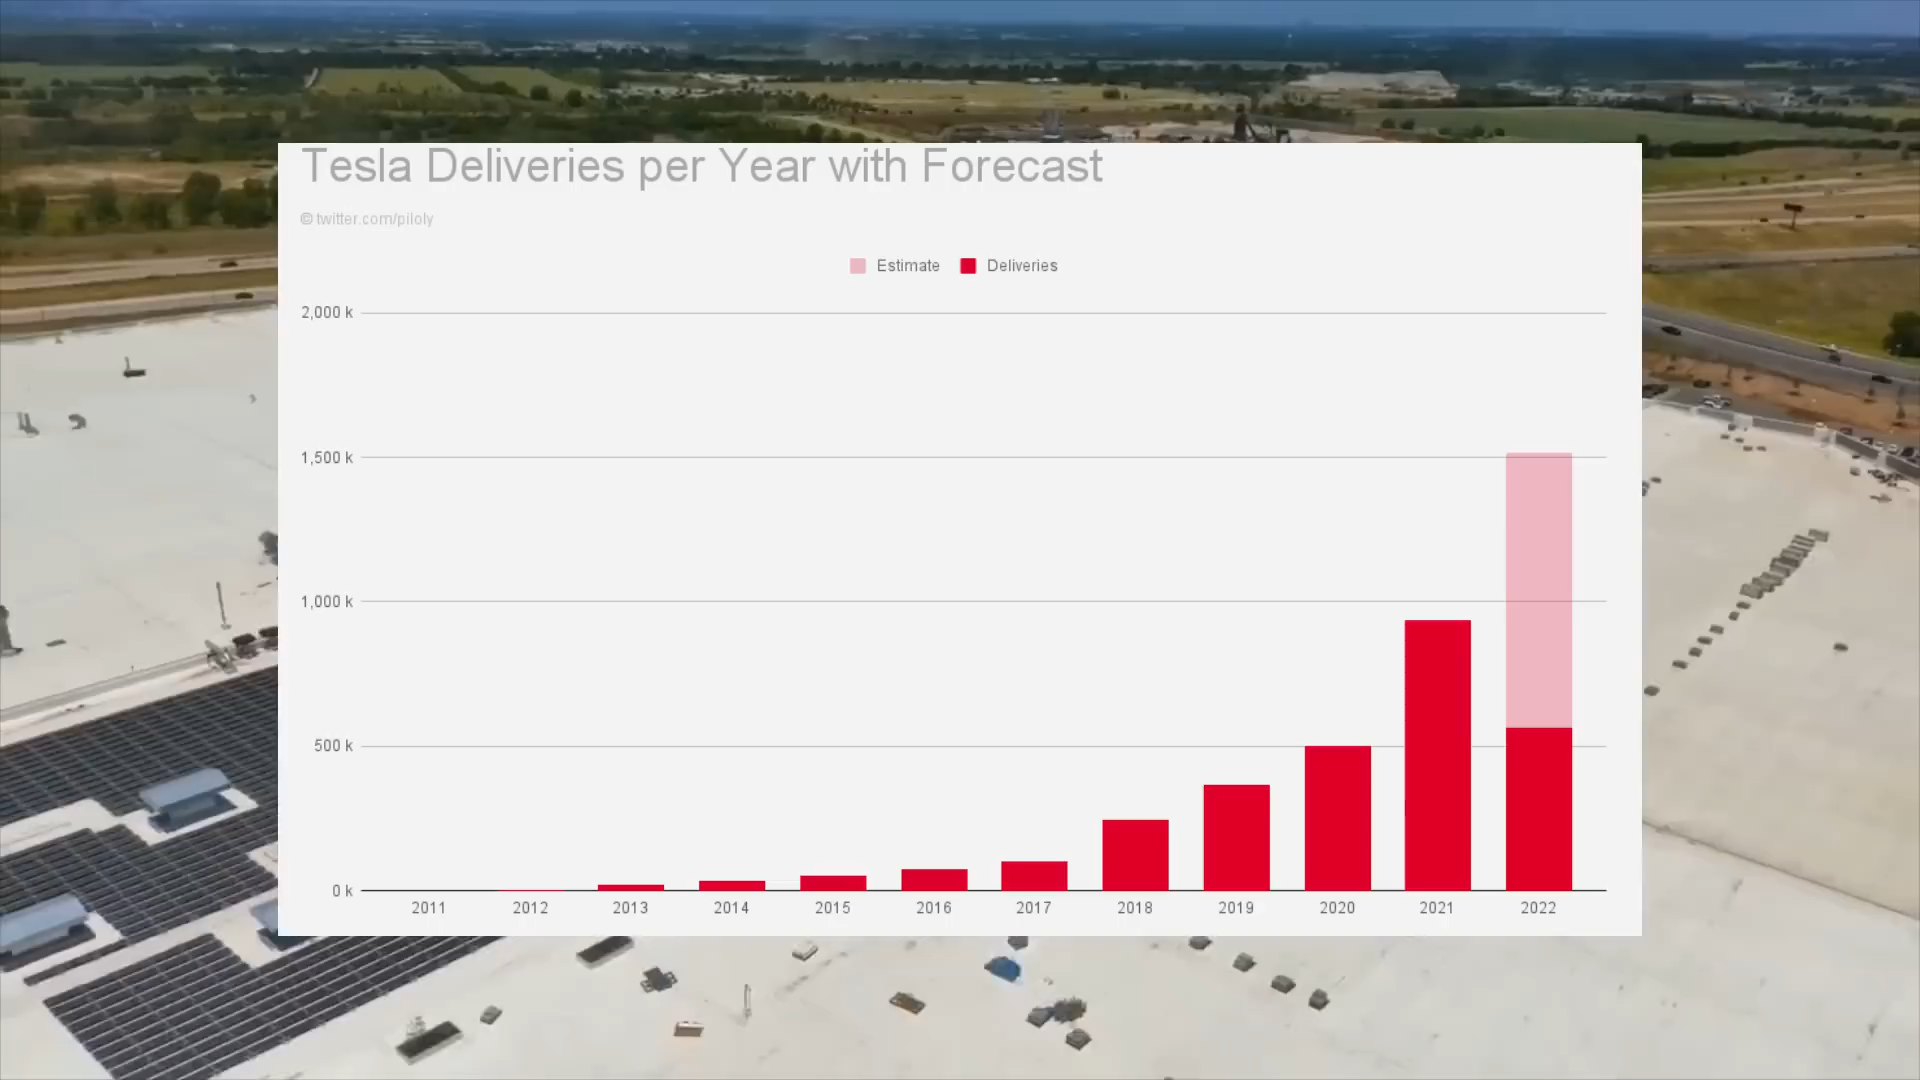 Tesla Deliveries per Year with Forecast
© twitter.com/piloly
Estimate Deliveries
2,000 k
1,500 k
1,000 k
500 k
0 k
2011 2012 2013 2014 2015 2016 2017 2018 2019 2020 2021 2022